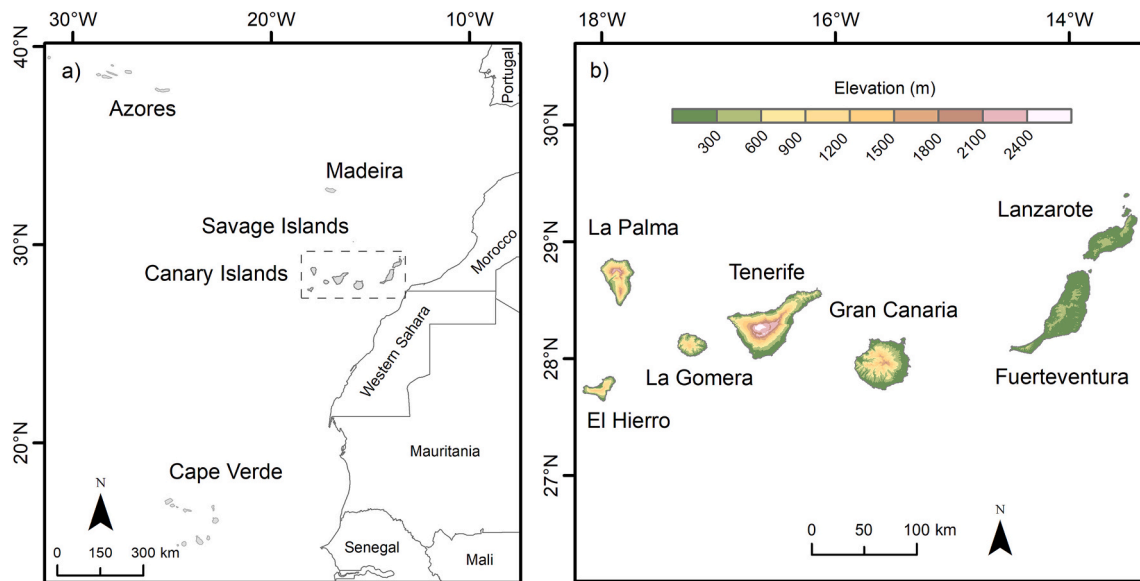 30°W 20°W 10°W
40°N
30°N
20°N
a)
Azores
Portugal
Madeira
Savage Islands
Canary Islands
Morocco
Western Sahara
Mauritania
Cape Verde
Senegal
Mali
N
0 150 300 km
18°W 16°W 14°W
30°N
29°N
28°N
27°N
b)
Elevation (m)
300 600 900 1200 1500 1800 2100 2400
Lanzarote
La Palma
Tenerife
Gran Canaria
La Gomera
Fuerteventura
El Hierro
N
0 50 100 km